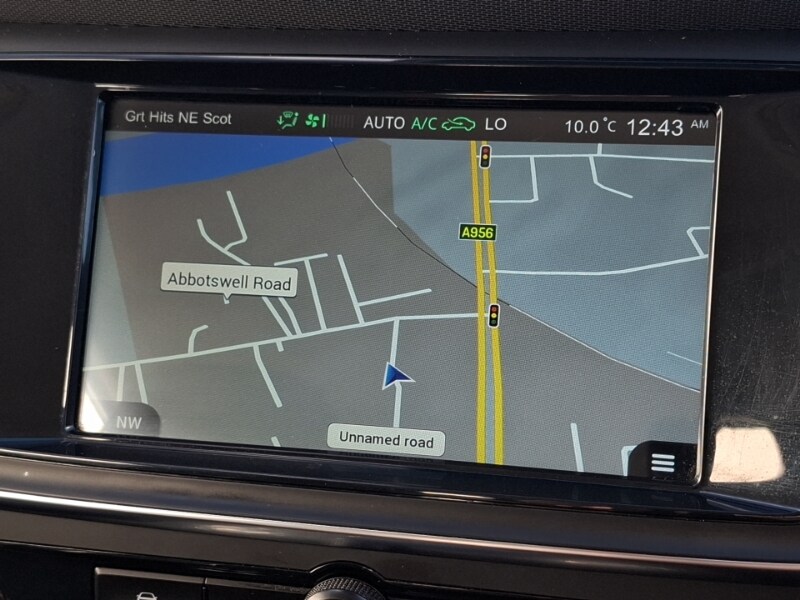 Grt Hits NE Scot AUTO A/C LO 10.0°C 12:43 AM
A956
Abbotswell Road
NW
Unnamed road